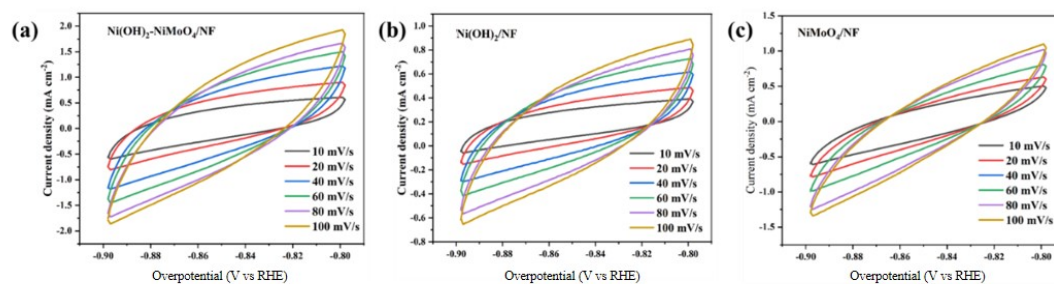 (a)
Ni(OH)₂-NiMoO₄/NF
Current density (mA cm⁻²)
2.0
1.5
1.0
0.5
0.0
-0.5
-1.0
-1.5
-2.0
10 mV/s
20 mV/s
40 mV/s
60 mV/s
80 mV/s
100 mV/s
-0.90 -0.88 -0.86 -0.84 -0.82 -0.80
Overpotential (V vs RHE)
(b)
Ni(OH)₂/NF
Current density (mA cm⁻²)
1.0
0.8
0.6
0.4
0.2
0.0
-0.2
-0.4
-0.6
-0.8
10 mV/s
20 mV/s
40 mV/s
60 mV/s
80 mV/s
100 mV/s
-0.90 -0.88 -0.86 -0.84 -0.82 -0.80
Overpotential (V vs RHE)
(c)
NiMoO₄/NF
Current density (mA cm⁻²)
1.5
1.0
0.5
0.0
-0.5
-1.0
-1.5
10 mV/s
20 mV/s
40 mV/s
60 mV/s
80 mV/s
100 mV/s
-0.90 -0.88 -0.86 -0.84 -0.82 -0.80
Overpotential (V vs RHE)